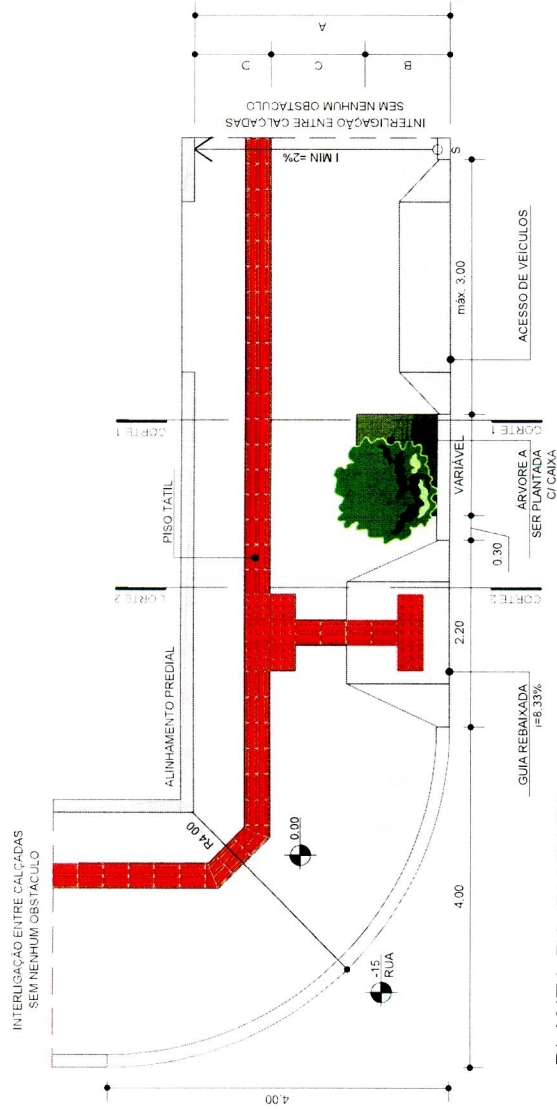 INTERLIGAÇÃO ENTRE CALÇADAS
SEM NENHUM OBSTACULO
ALINHAMENTO PREDIAL
PISO TÁTIL
CORTE 2
CORTE 1
INTERLIGAÇÃO ENTRE CALÇADAS
SEM NENHUM OBSTACULO
A
D
C
B
I MIN =2%
S
R4.00
0.00
-15
RUA
4.00
4.00
2.20
0.30
VARIÁVEL
máx. 3.00
GUIA REBAIXADA
i=8,33%
CORTE 2
CORTE 1
ÁRVORE A
SER PLANTADA
C/ CAIXA
ACESSO DE VEÍCULOS